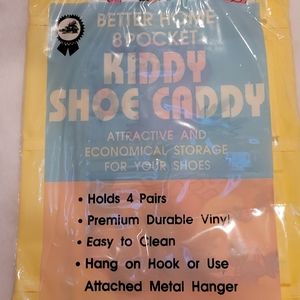 BETTER HOME
8 POCKET
KIDDY
SHOE CADDY
ATTRACTIVE AND
ECONOMICAL STORAGE
FOR YOUR SHOES
• Holds 4 Pairs
• Premium Durable Vinyl
• Easy to Clean
• Hang on Hook or Use
Attached Metal Hanger